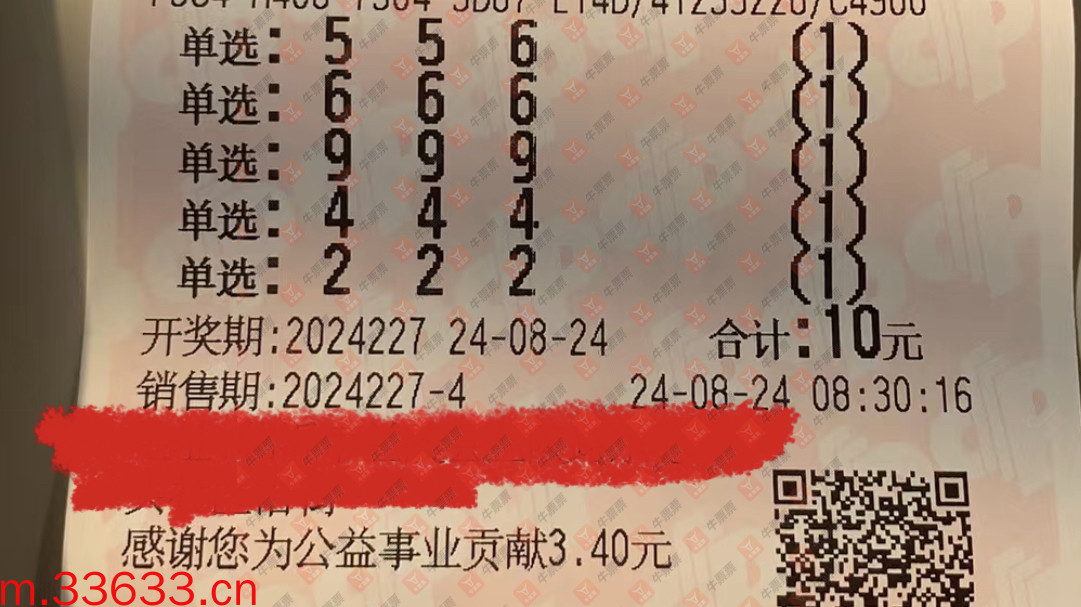 单选: 5 5 6 (1)
单选: 6 6 6 (1)
单选: 9 9 9 (1)
单选: 4 4 4 (1)
单选: 2 2 2 (1)
开奖期:2024227 24-08-24 合计:10元
销售期:2024227-4 24-08-24 08:30:16
感谢您为公益事业贡献3.40元
m.33633.cn